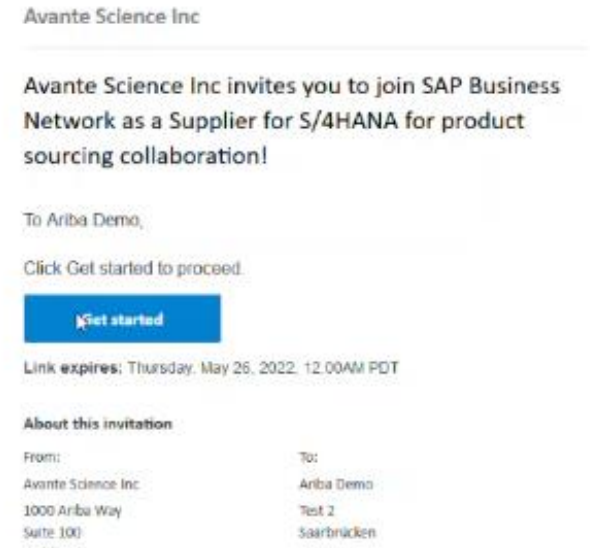 Avante Science Inc
Avante Science Inc invites you to join SAP Business
Network as a Supplier for S/4HANA for product
sourcing collaboration!
To Ariba Demo,
Click Get started to proceed.
Get started
Link expires: Thursday, May 26, 2022, 12.00AM PDT
About this invitation
From: To:
Avante Science Inc Ariba Demo
1000 Ariba Way Test 2
Suite 100 Saarbrücken